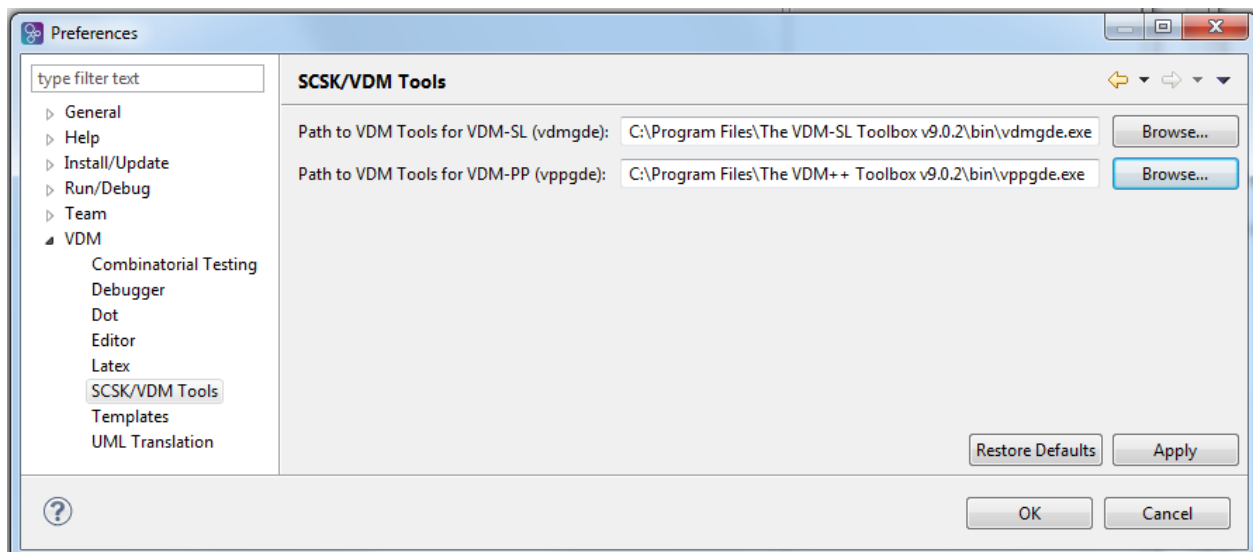 Preferences
type filter text
General
Help
Install/Update
Run/Debug
Team
VDM
Combinatorial Testing
Debugger
Dot
Editor
Latex
SCSK/VDM Tools
Templates
UML Translation
SCSK/VDM Tools
Path to VDM Tools for VDM-SL (vdmgde): C:\Program Files\The VDM-SL Toolbox v9.0.2\bin\vdmgde.exe Browse...
Path to VDM Tools for VDM-PP (vppgde): C:\Program Files\The VDM++ Toolbox v9.0.2\bin\vppgde.exe Browse...
Restore Defaults Apply
? OK Cancel